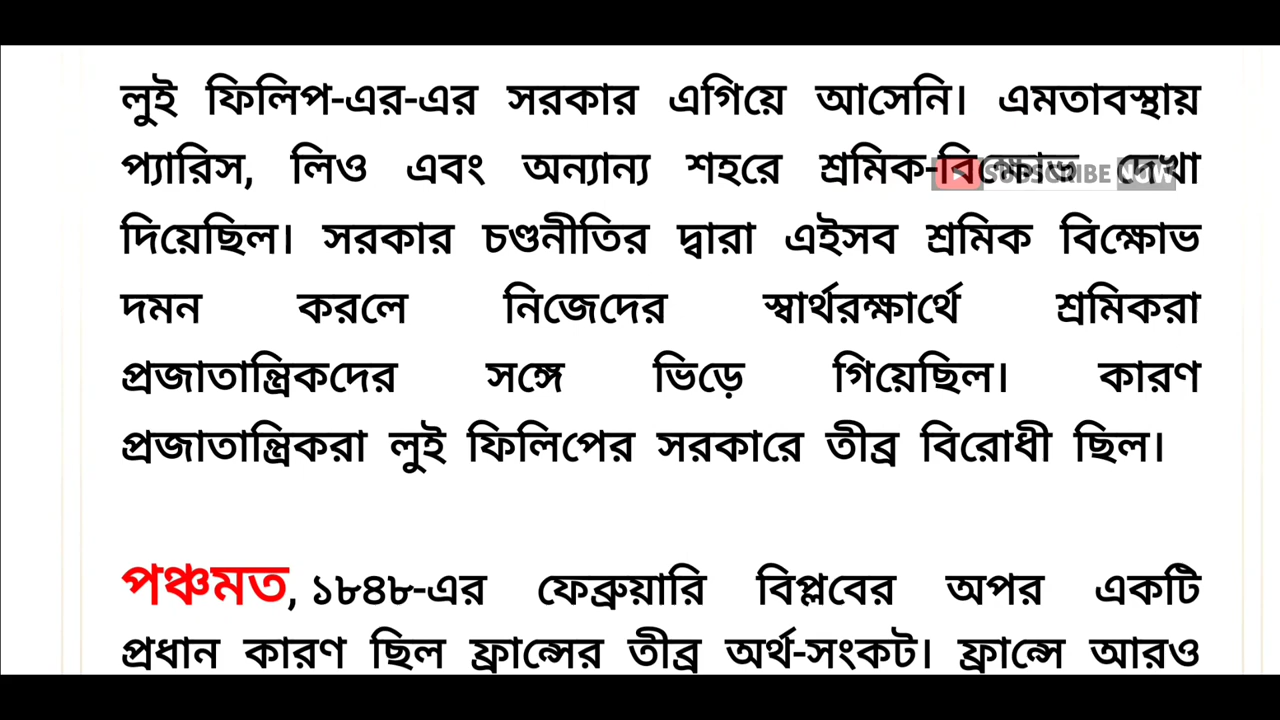 লুই ফিলিপ-এর-এর সরকার এগিয়ে আসেনি। এমতাবস্থায়
প্যারিস, লিও এবং অন্যান্য শহরে শ্রমিক-বিক্ষোভ দেখা
SUBSCRIBE NOW
দিয়েছিল। সরকার চণ্ডনীতির দ্বারা এইসব শ্রমিক বিক্ষোভ
দমন করলে নিজেদের স্বার্থরক্ষার্থে শ্রমিকরা
প্রজাতান্ত্রিকদের সঙ্গে ভিড়ে গিয়েছিল। কারণ
প্রজাতান্ত্রিকরা লুই ফিলিপের সরকারে তীব্র বিরোধী ছিল।
পঞ্চমত, ১৮৪৮-এর ফেব্রুয়ারি বিপ্লবের অপর একটি
প্রধান কারণ ছিল ফ্রান্সের তীব্র অর্থ-সংকট। ফ্রান্সে আরও